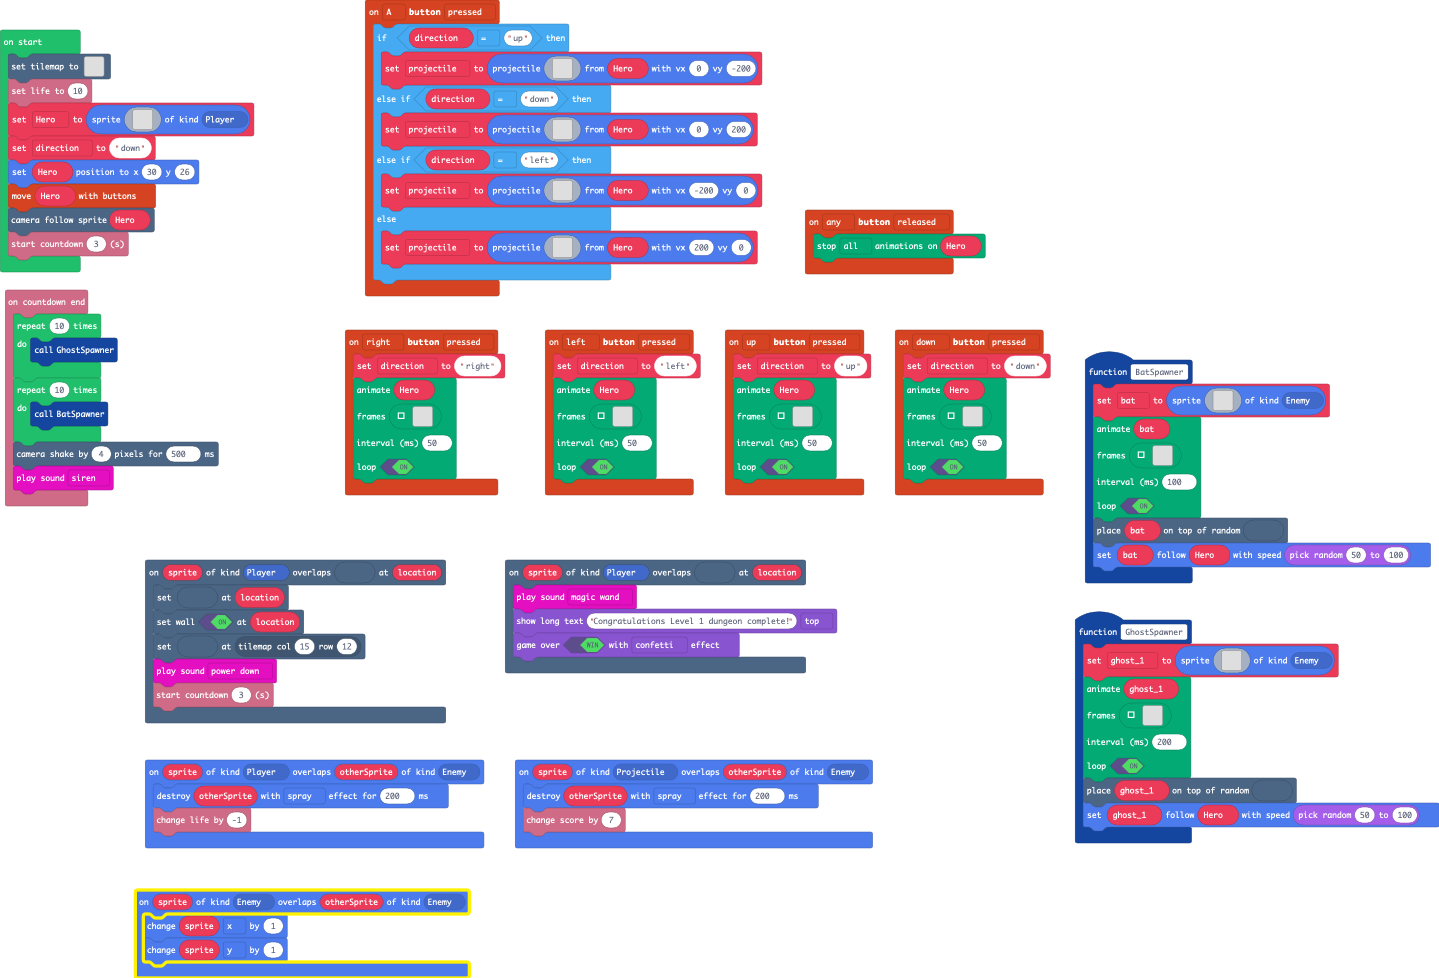 on start
set tilemap to
set life to 10
set Hero to sprite of kind Player
set direction to "down"
set Hero position to x 30 y 26
move Hero with buttons
camera follow sprite Hero
start countdown 3 (s)
on countdown end
repeat 10 times
do call GhostSpawner
repeat 10 times
do call BatSpawner
camera shake by 4 pixels for 500 ms
play sound siren
on A button pressed
if direction = "up" then
set projectile to projectile from Hero with vx 0 vy -200
else if direction = "down" then
set projectile to projectile from Hero with vx 0 vy 200
else if direction = "left" then
set projectile to projectile from Hero with vx -200 vy 0
else
set projectile to projectile from Hero with vx 200 vy 0
on any button released
stop all animations on Hero
on right button pressed
set direction to "right"
animate Hero
frames
interval (ms) 50
loop ON
on left button pressed
set direction to "left"
animate Hero
frames
interval (ms) 50
loop ON
on up button pressed
set direction to "up"
animate Hero
frames
interval (ms) 50
loop ON
on down button pressed
set direction to "down"
animate Hero
frames
interval (ms) 50
loop ON
function BatSpawner
set bat to sprite of kind Enemy
animate bat
frames
interval (ms) 100
loop ON
place bat on top of random
set bat follow Hero with speed pick random 50 to 100
on sprite of kind Player overlaps at location
set at location
set wall ON at location
set at tilemap col 15 row 12
play sound power down
start countdown 3 (s)
on sprite of kind Player overlaps at location
play sound magic wand
show long text "Congratulations Level 1 dungeon complete!" top
game over WIN with confetti effect
function GhostSpawner
set ghost_1 to sprite of kind Enemy
animate ghost_1
frames
interval (ms) 200
loop ON
place ghost_1 on top of random
set ghost_1 follow Hero with speed pick random 50 to 100
on sprite of kind Player overlaps otherSprite of kind Enemy
destroy otherSprite with spray effect for 200 ms
change life by -1
on sprite of kind Projectile overlaps otherSprite of kind Enemy
destroy otherSprite with spray effect for 200 ms
change score by 7
on sprite of kind Enemy overlaps otherSprite of kind Enemy
change sprite x by 1
change sprite y by 1